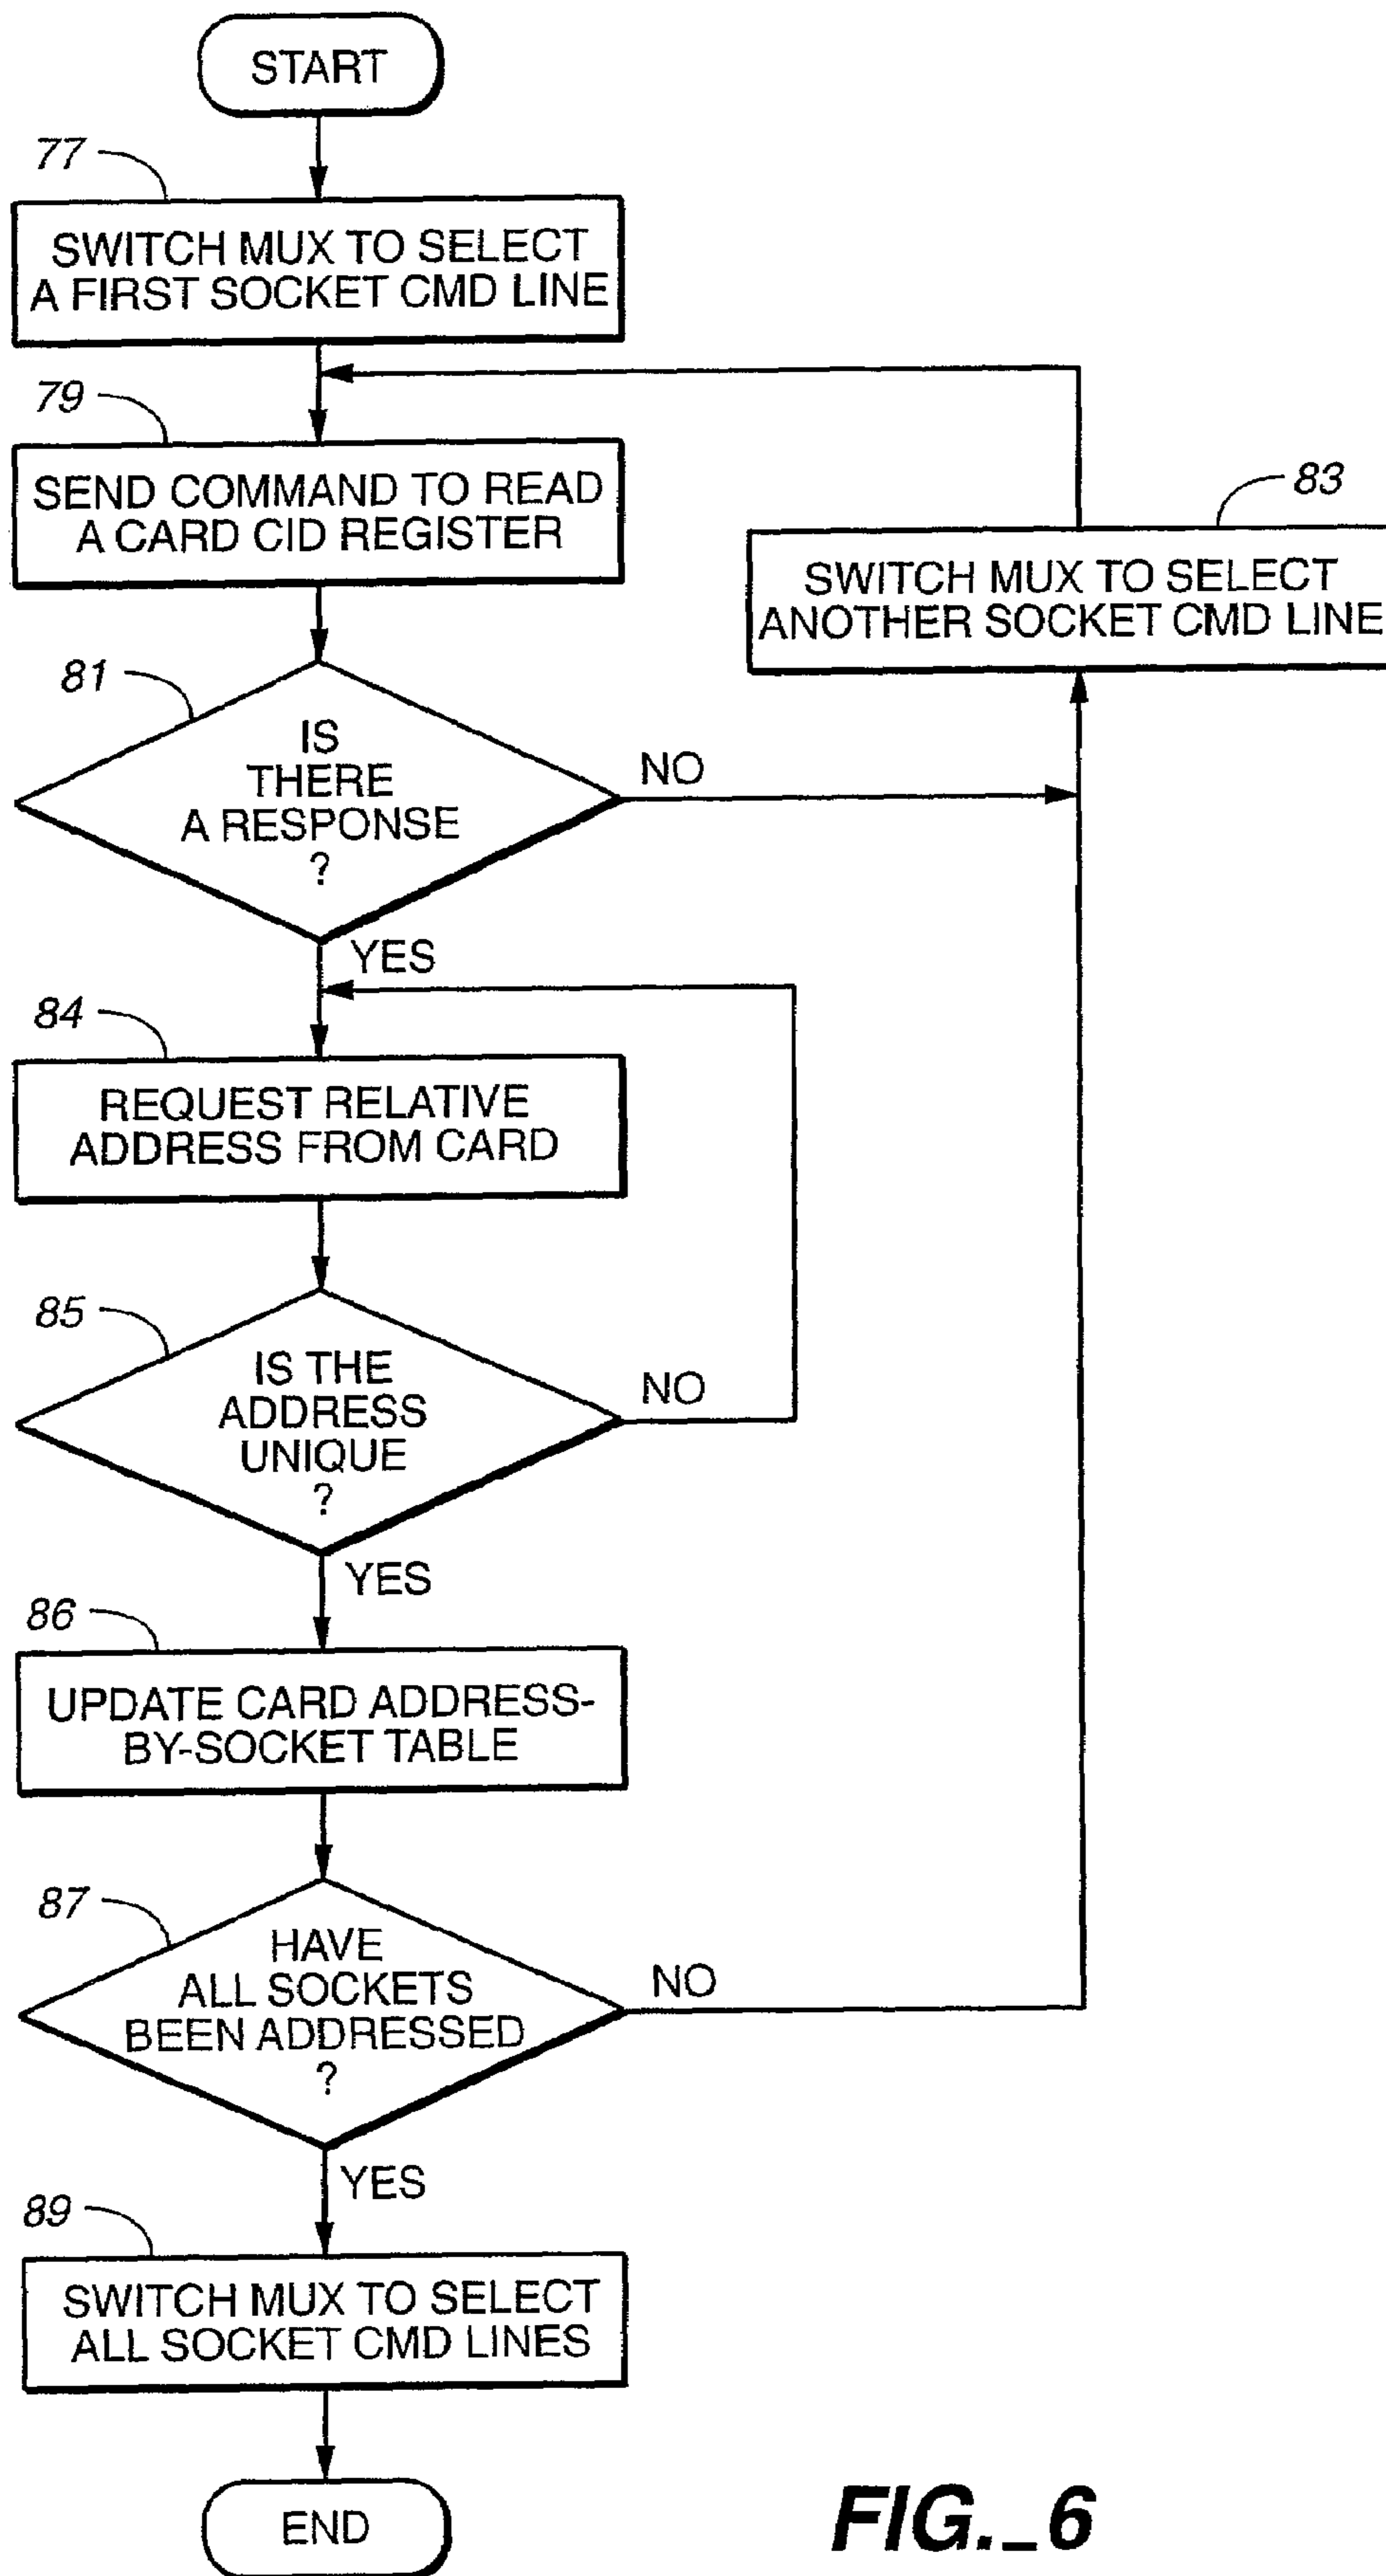 START
77
SWITCH MUX TO SELECT
A FIRST SOCKET CMD LINE
79
SEND COMMAND TO READ
A CARD CID REGISTER
83
SWITCH MUX TO SELECT
ANOTHER SOCKET CMD LINE
81
IS
THERE
A RESPONSE
?
NO
YES
84
REQUEST RELATIVE
ADDRESS FROM CARD
85
IS THE
ADDRESS
UNIQUE
?
NO
YES
86
UPDATE CARD ADDRESS-
BY-SOCKET TABLE
87
HAVE
ALL SOCKETS
BEEN ADDRESSED
?
NO
YES
89
SWITCH MUX TO SELECT
ALL SOCKET CMD LINES
END
FIG._6